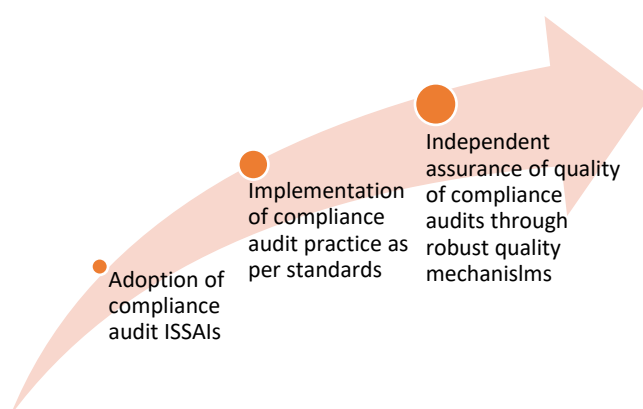 Adoption of
compliance
audit ISSAIs
Implementation
of compliance
audit practice as
per standards
Independent
assurance of quality
of compliance
audits through
robust quality
mechanislms